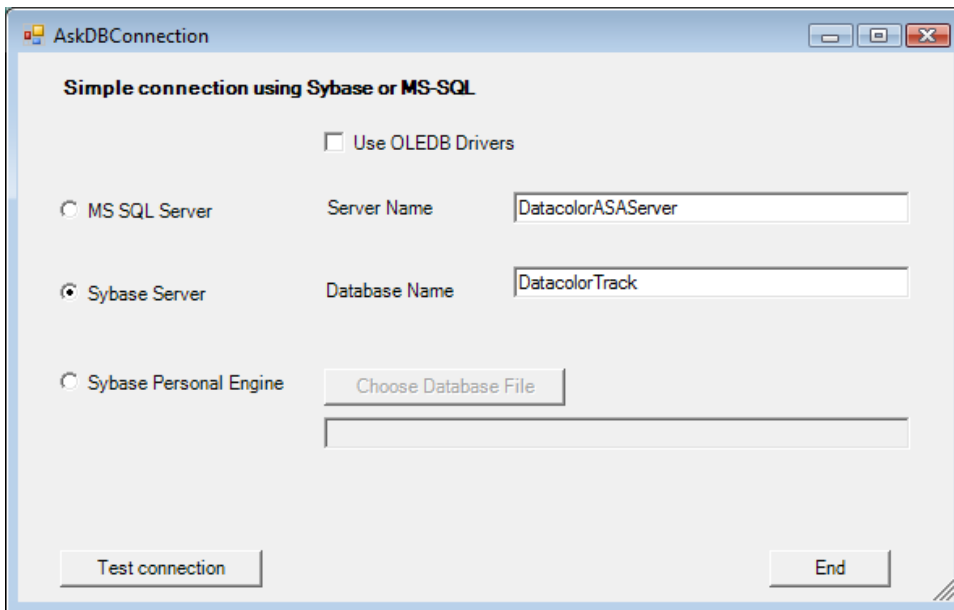 AskDBConnection
Simple connection using Sybase or MS-SQL
Use OLEDB Drivers
MS SQL Server Server Name DatacolorASAServer
Sybase Server Database Name DatacolorTrack
Sybase Personal Engine Choose Database File
Test connection End